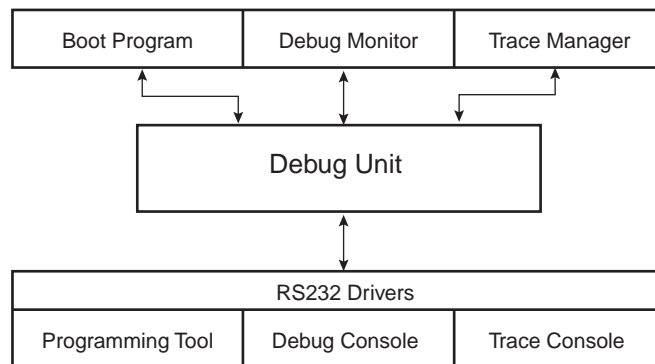 Boot Program
Debug Monitor
Trace Manager
Debug Unit
RS232 Drivers
Programming Tool
Debug Console
Trace Console